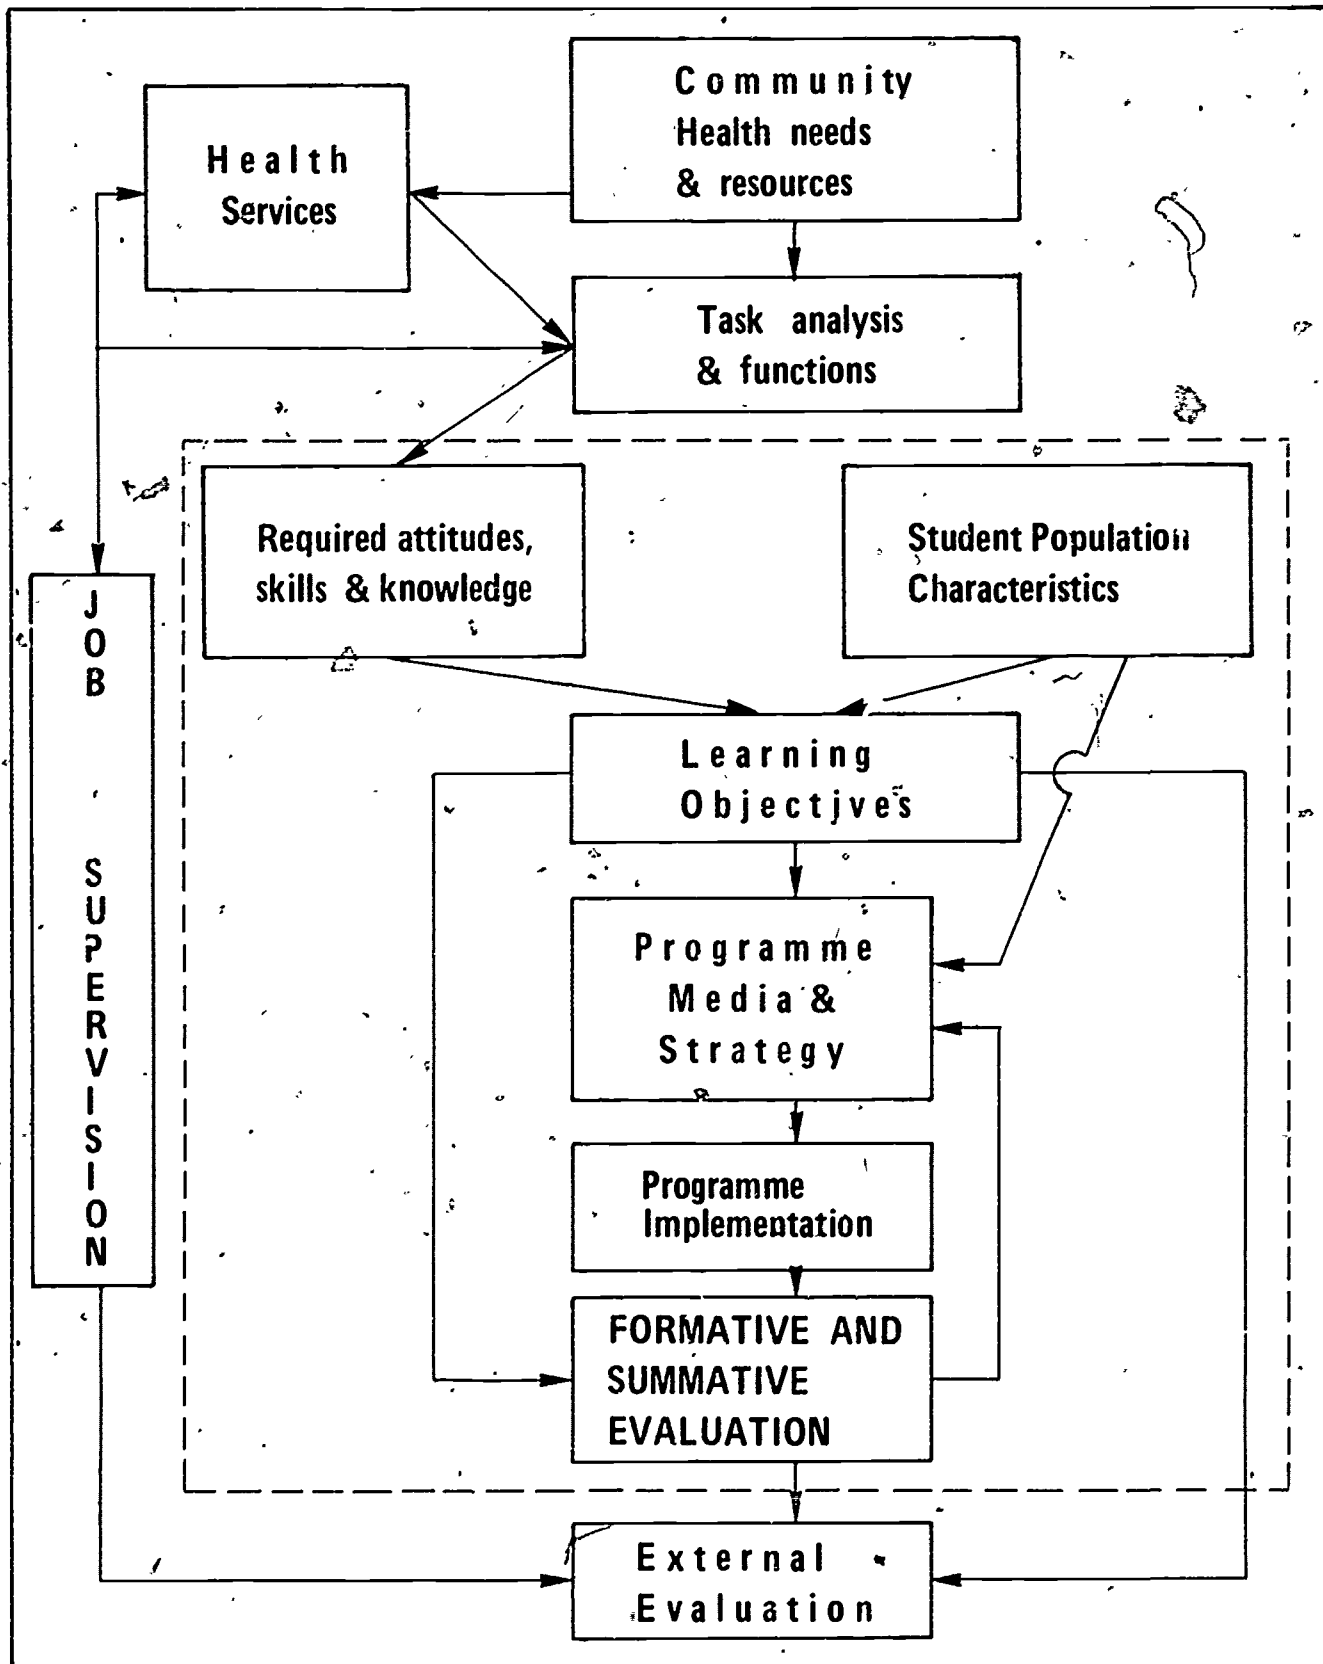 Community
Health needs
& resources
Health
Services
Task analysis
& functions
Required attitudes,
skills & knowledge
Student Population
Characteristics
JOB SUPERVISION
Learning
Objectives
Programme
Media &
Strategy
Programme
Implementation
FORMATIVE AND
SUMMATIVE
EVALUATION
External
Evaluation